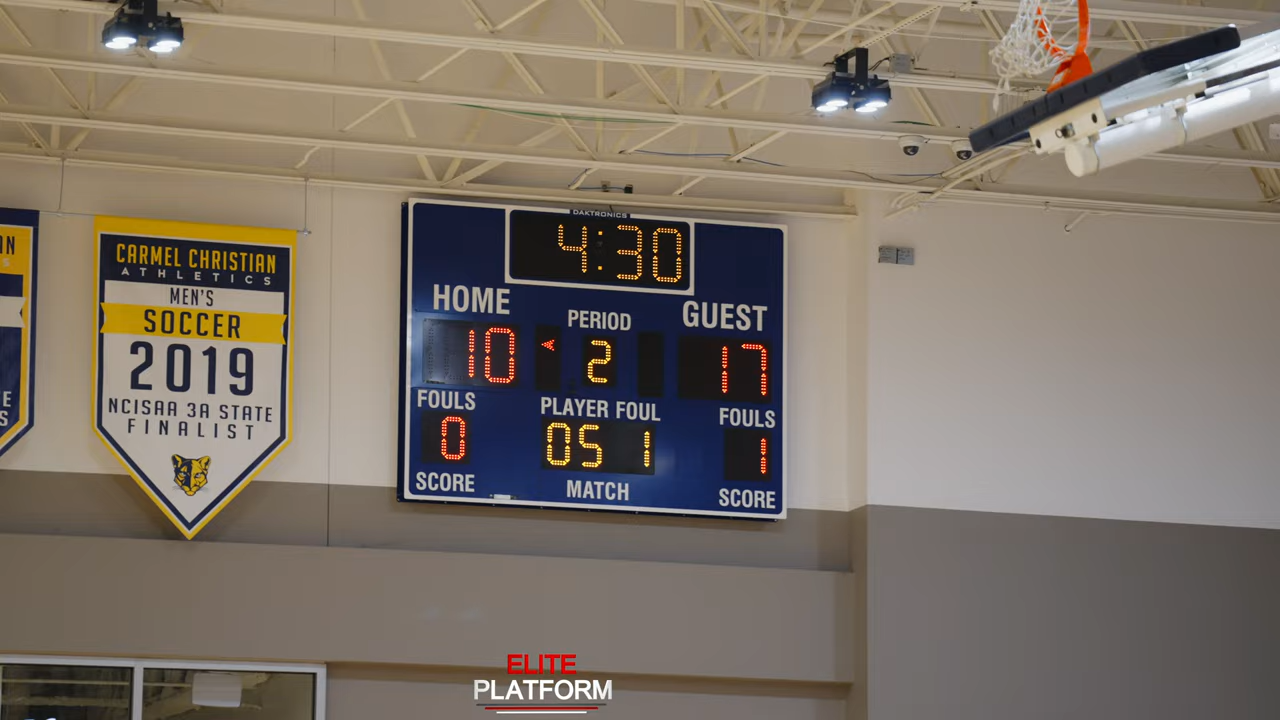 CARMEL CHRISTIAN
ATHLETICS
MEN'S
SOCCER
2019
NCISAA 3A STATE
FINALIST
DAKTRONICS
4:30
HOME
PERIOD
GUEST
10
2
17
FOULS
PLAYER FOUL
FOULS
0
05 1
1
SCORE
MATCH
SCORE
ELITE
PLATFORM